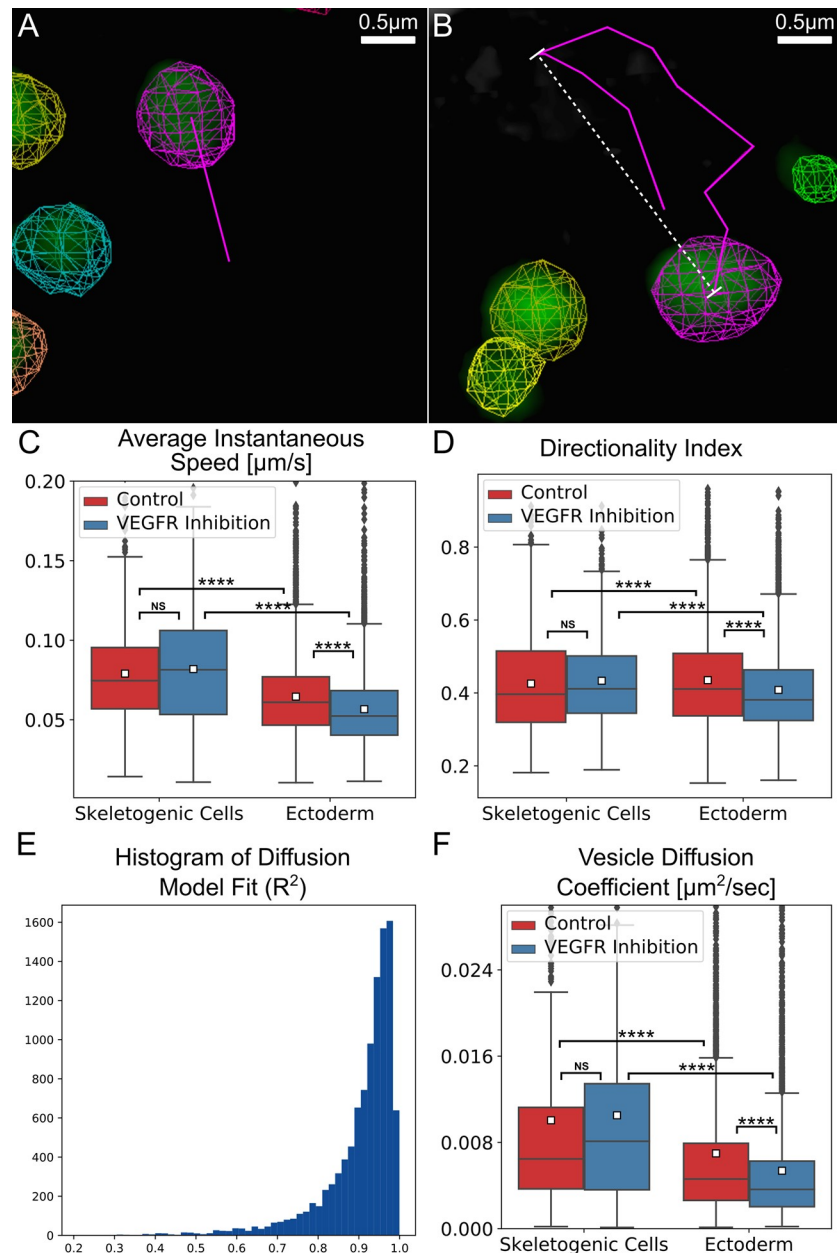 A
0.5μm
B
0.5μm
C
Average Instantaneous
Speed [μm/s]
0.20
0.15
0.10
0.05
Control
VEGFR Inhibition
****
NS
****
****
Skeletogenic Cells
Ectoderm
D
Directionality Index
0.8
0.6
0.4
0.2
Control
VEGFR Inhibition
****
NS
****
****
Skeletogenic Cells
Ectoderm
E
Histogram of Diffusion
Model Fit (R²)
1600
1400
1200
1000
800
600
400
200
0
0.2 0.3 0.4 0.5 0.6 0.7 0.8 0.9 1.0
F
Vesicle Diffusion
Coefficient [μm²/sec]
0.024
0.016
0.008
0.000
Control
VEGFR Inhibition
****
NS
****
****
Skeletogenic Cells
Ectoderm